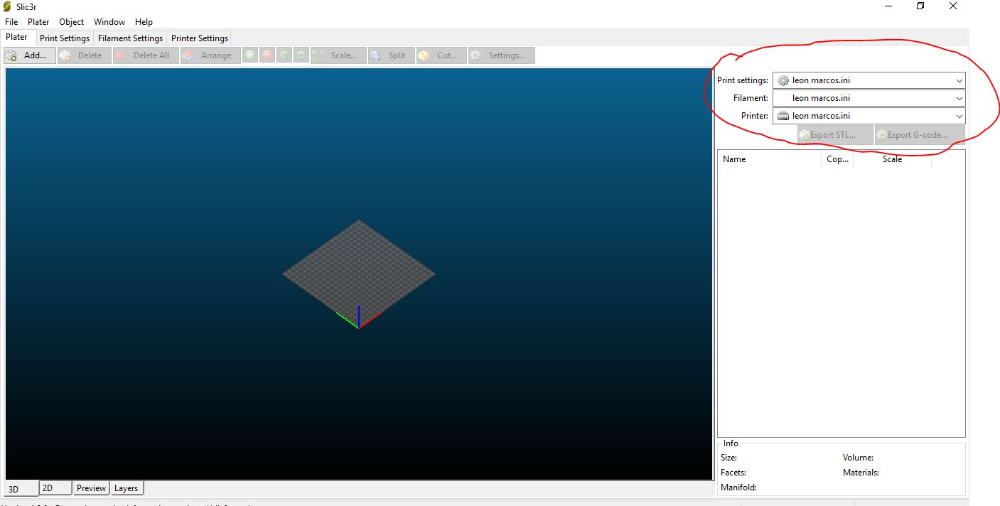 Slic3r
File Plater Object Window Help
Plater Print Settings Filament Settings Printer Settings
Add... Delete Delete All Arrange Scale... Split Cut... Settings...
Print settings: leon marcos.ini
Filament: leon marcos.ini
Printer: leon marcos.ini
Export STL... Export G-code...
Name Cop... Scale
Info
Size: Volume:
Facets: Materials:
Manifold:
3D 2D Preview Layers